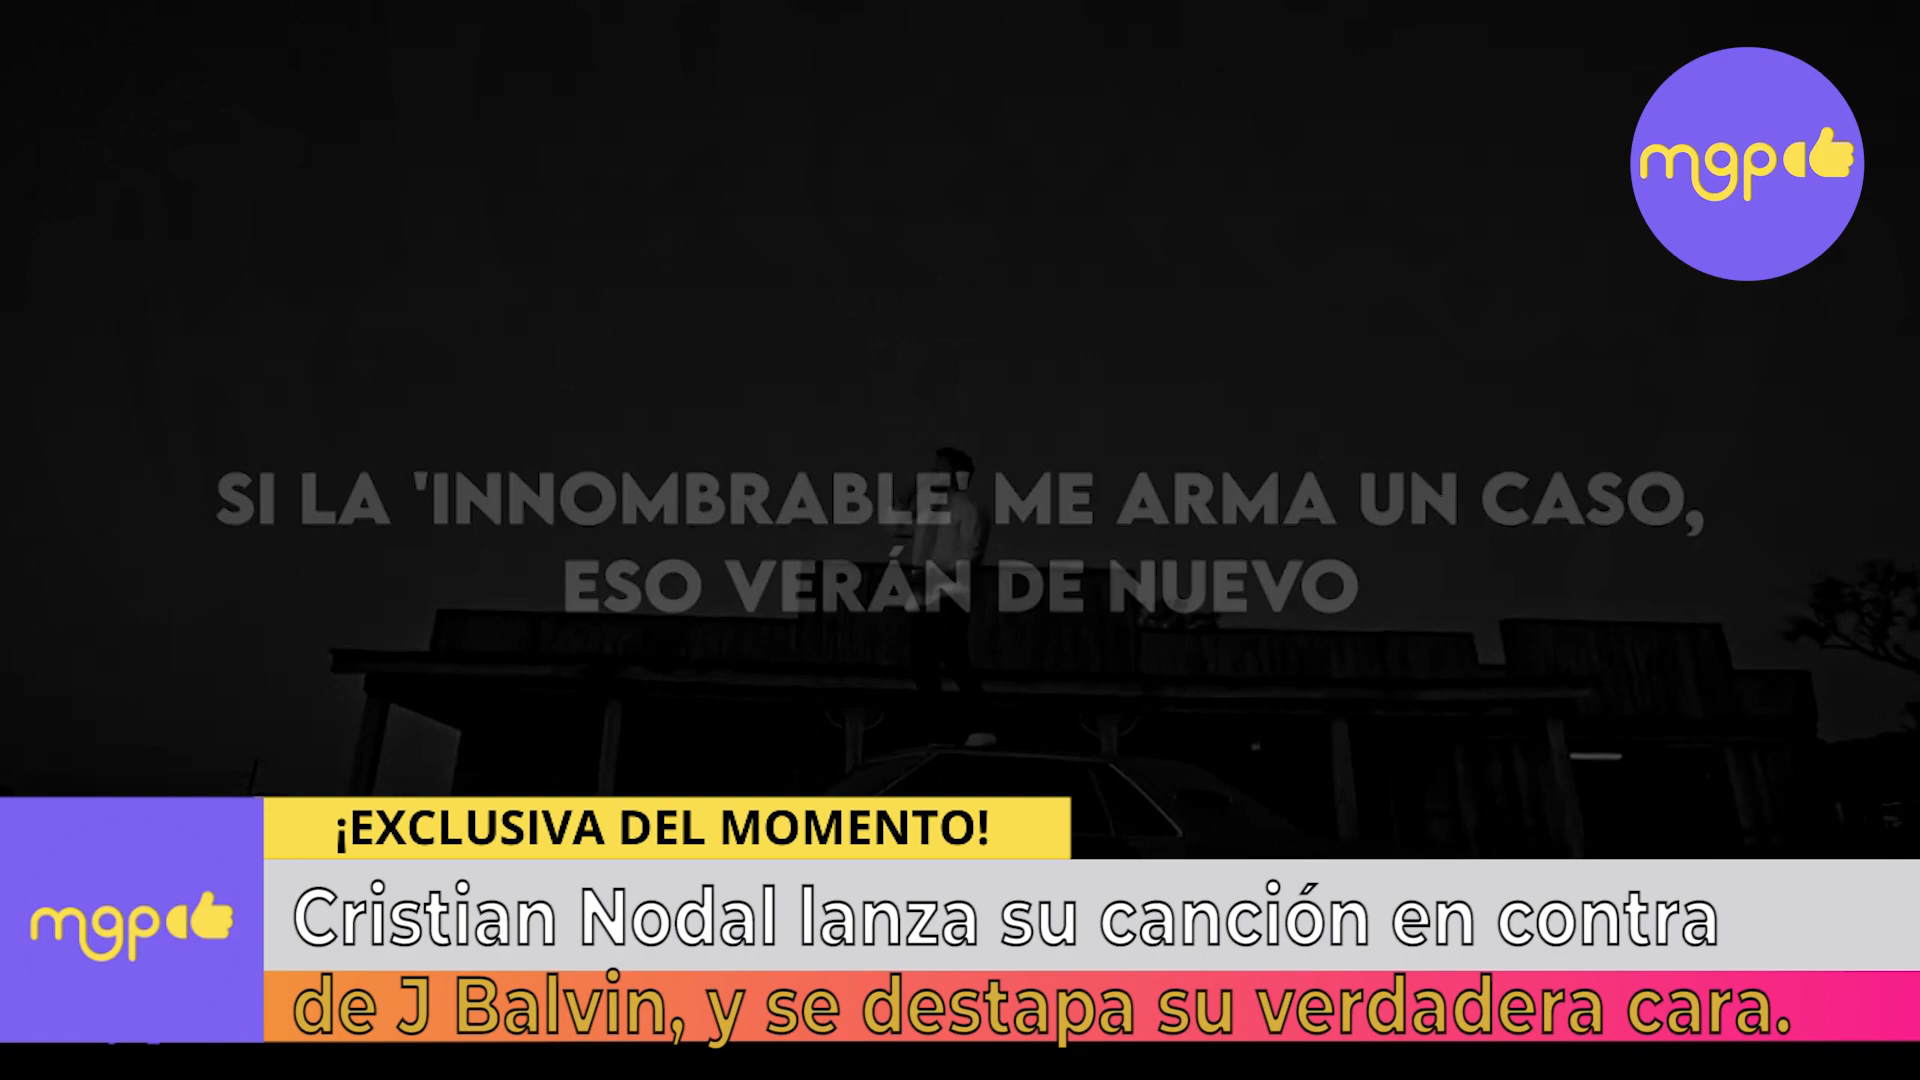 mgp
SI LA 'INNOMBRABLE' ME ARMA UN CASO,
ESO VERÁN DE NUEVO
¡EXCLUSIVA DEL MOMENTO!
mgp
Cristian Nodal lanza su canción en contra
de J Balvin, y se destapa su verdadera cara.